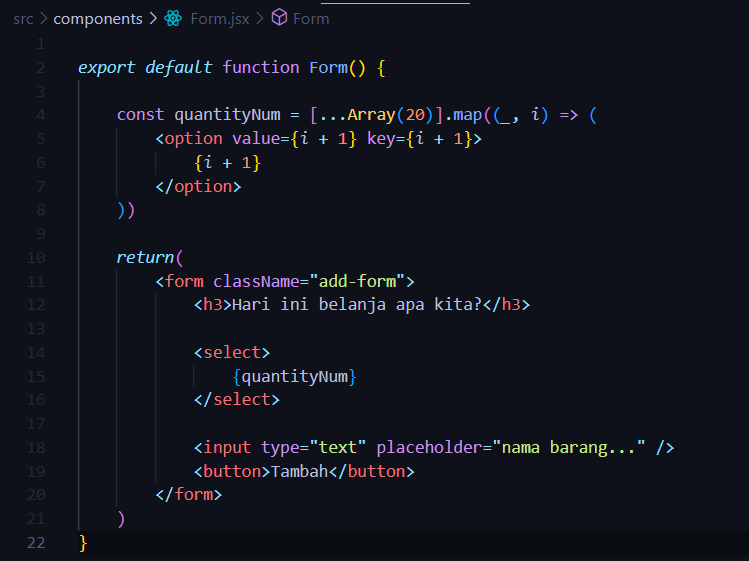 src > components > Form.jsx > Form
1
2 export default function Form() {
3
4 const quantityNum = [...Array(20)].map((_, i) => (
5 <option value={i + 1} key={i + 1}>
6 {i + 1}
7 </option>
8 ))
9
10 return(
11 <form className="add-form">
12 <h3>Hari ini belanja apa kita?</h3>
13
14 <select>
15 {quantityNum}
16 </select>
17
18 <input type="text" placeholder="nama barang..." />
19 <button>Tambah</button>
20 </form>
21 )
22 }